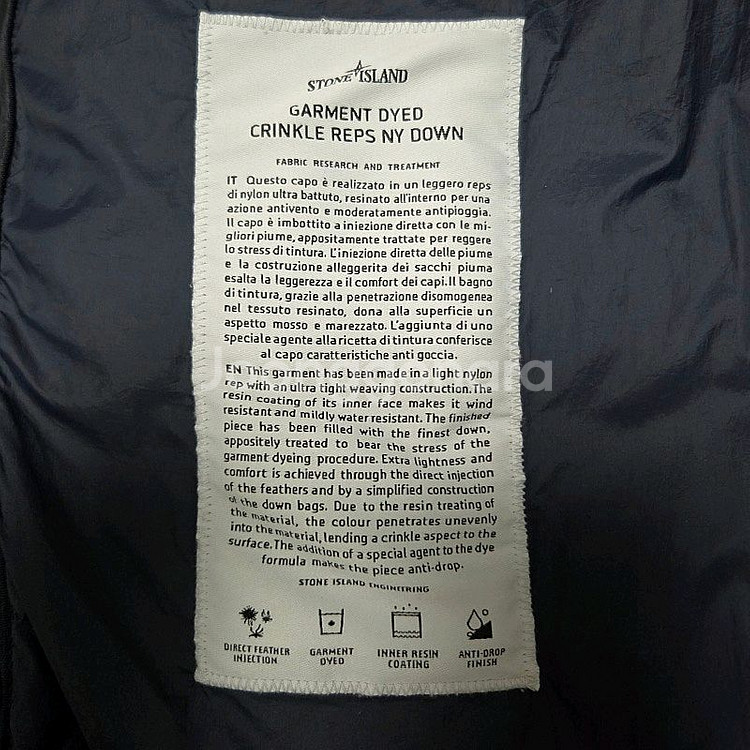 STONE ISLAND
GARMENT DYED
CRINKLE REPS NY DOWN
FABRIC RESEARCH AND TREATMENT
IT Questo capo è realizzato in un leggero reps
di nylon ultra battuto, resinato all'interno per una
azione antivento e moderatamente antipioggia.
Il capo è imbottito a iniezione diretta con le mi-
gliori piume, appositamente trattate per reggere
lo stress di tintura. L'iniezione diretta delle piume
e la costruzione alleggerita dei sacchi piuma
esalta la leggerezza e il comfort dei capi.Il bagno
di tintura, grazie alla penetrazione disomogenea
nel tessuto resinato, dona alla superficie un
aspetto mosso e marezzato. L'aggiunta di uno
speciale agente alla ricetta di tintura conferisce
al capo caratteristiche anti goccia.
EN This garment has been made in a light nylon
rep with an ultra tight weaving construction.The
resin coating of its inner face makes it wind
resistant and mildly water resistant. The finished
piece has been filled with the finest down,
appositely treated to bear the stress of the
garment dyeing procedure. Extra lightness and
comfort is achieved through the direct injection
of the feathers and by a simplified construction
of the down bags. Due to the resin treating of
the material, the colour penetrates unevenly
into the material, lending a crinkle aspect to the
surface.The addition of a special agent to the dye
formula makes the piece anti-drop.
STONE ISLAND ENGINEERING
DIRECT FEATHER
INJECTION
GARMENT
DYED
INNER RESIN
COATING
ANTI-DROP
FINISH